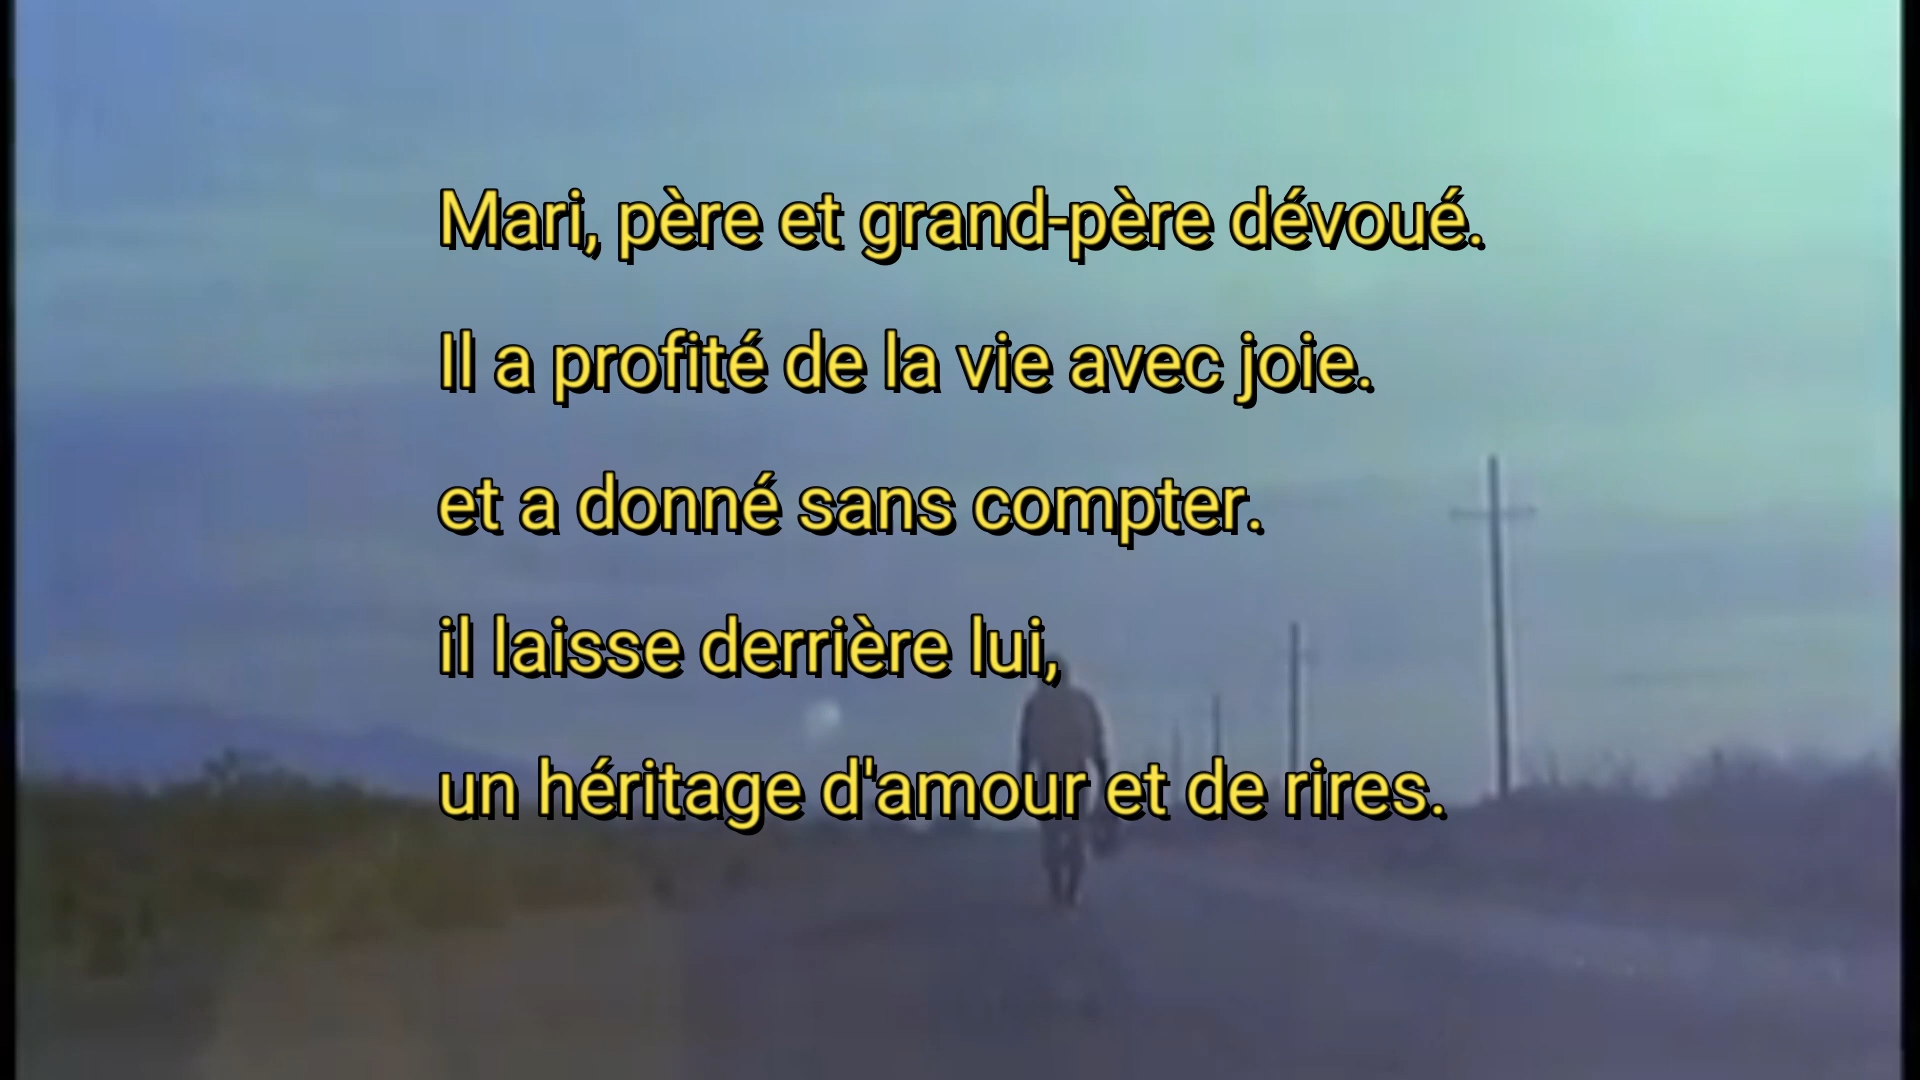 Mari, père et grand-père dévoué.
Il a profité de la vie avec joie.
et a donné sans compter.
il laisse derrière lui,
un héritage d'amour et de rires.